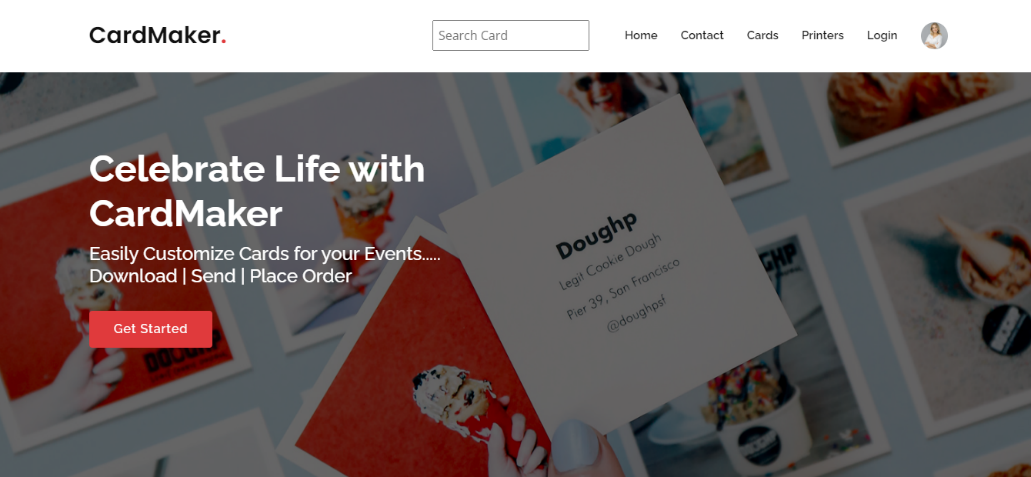 CardMaker.
Search Card
Home
Contact
Cards
Printers
Login
Celebrate Life with
CardMaker
Easily Customize Cards for your Events.....
Download | Send | Place Order
Get Started
Doughp
Legit Cookie Dough
Pier 39, San Francisco
@doughpsf
DOUGHP